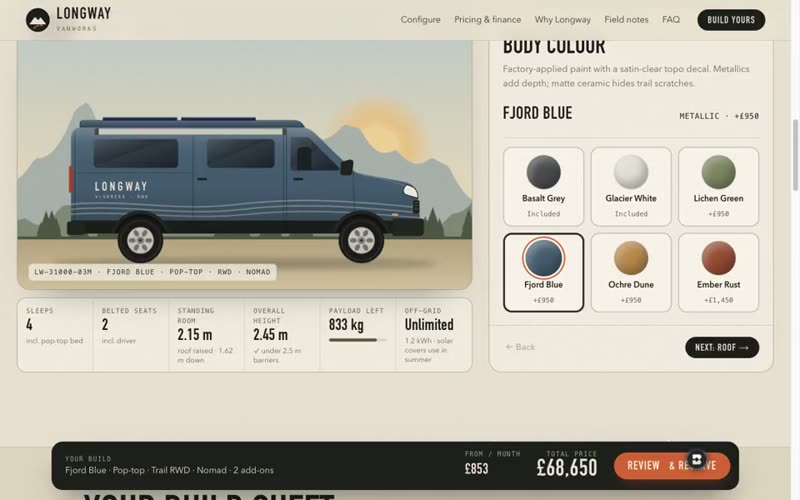 LONGWAY
VANWORKS
Configure
Pricing & finance
Why Longway
Field notes
FAQ
BUILD YOURS
LONGWAY
V-SERIES · RWD
LW-31000-03M · FJORD BLUE · POP-TOP · RWD · NOMAD
SLEEPS
4
incl. pop-top bed
BELTED SEATS
2
incl. driver
STANDING
ROOM
2.15 m
roof raised · 1.62
m down
OVERALL
HEIGHT
2.45 m
✓ under 2.5 m
barriers
PAYLOAD LEFT
833 kg
OFF-GRID
Unlimited
1.2 kWh · solar
covers use in
summer
BODY COLOUR
Factory-applied paint with a satin-clear topo decal. Metallics
add depth; matte ceramic hides trail scratches.
FJORD BLUE
METALLIC · +£950
Basalt Grey
Included
Glacier White
Included
Lichen Green
+£950
Fjord Blue
+£950
Ochre Dune
+£950
Ember Rust
+£1,450
← Back
NEXT: ROOF →
YOUR BUILD
Fjord Blue · Pop-top · Trail RWD · Nomad · 2 add-ons
FROM / MONTH
£853
TOTAL PRICE
£68,650
REVIEW &
YOUR BUILD SHEET